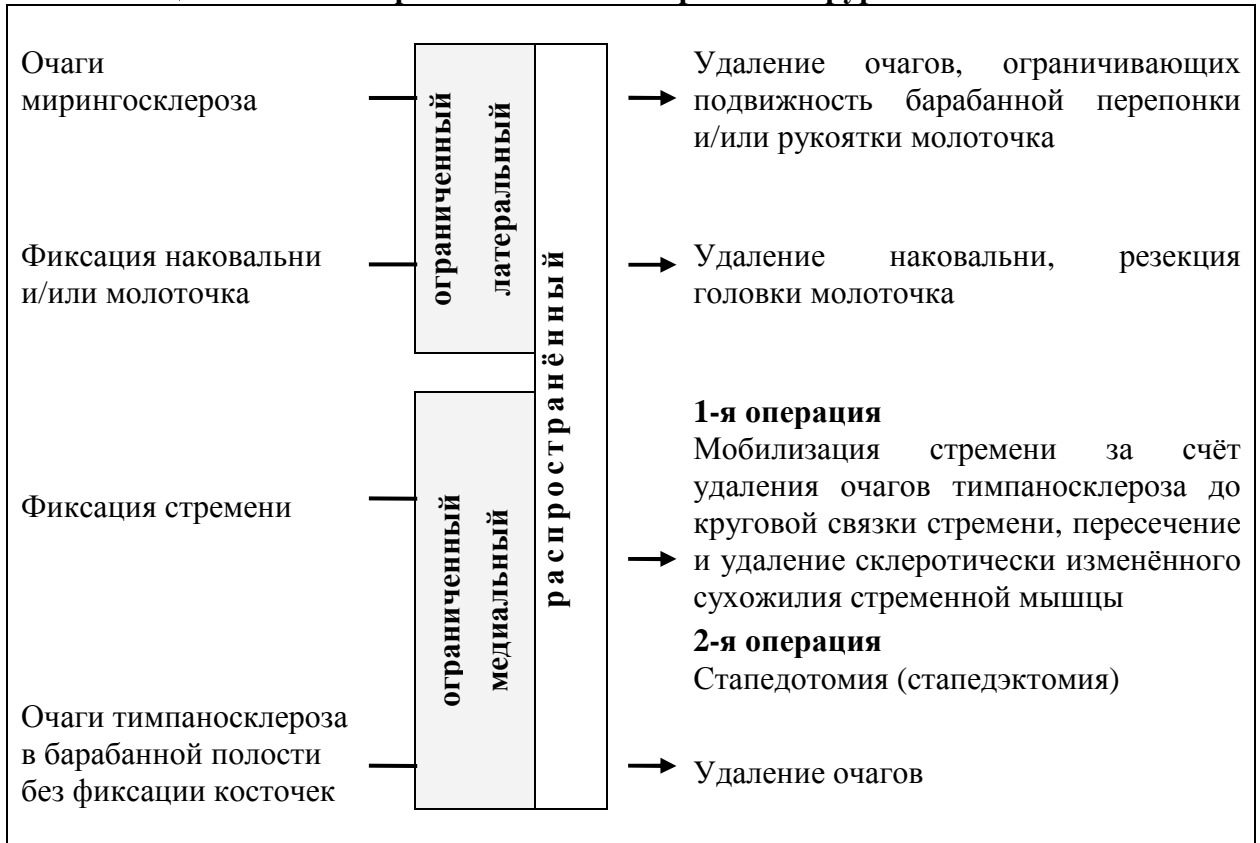 Очаги
мирингосклероза
Фиксация наковальни
и/или молоточка
Фиксация стремени
Очаги тимпаносклероза
в барабанной полости
без фиксации косточек
ограниченный
латеральный
ограниченный
медиальный
распространённый
Удаление очагов, ограничивающих
подвижность барабанной перепонки
и/или рукоятки молоточка
Удаление наковальни, резекция
головки молоточка
1-я операция
Мобилизация стремени за счёт
удаления очагов тимпаносклероза до
круговой связки стремени, пересечение
и удаление склеротически изменённого
сухожилия стременной мышцы
2-я операция
Стапедотомия (стапедэктомия)
Удаление очагов